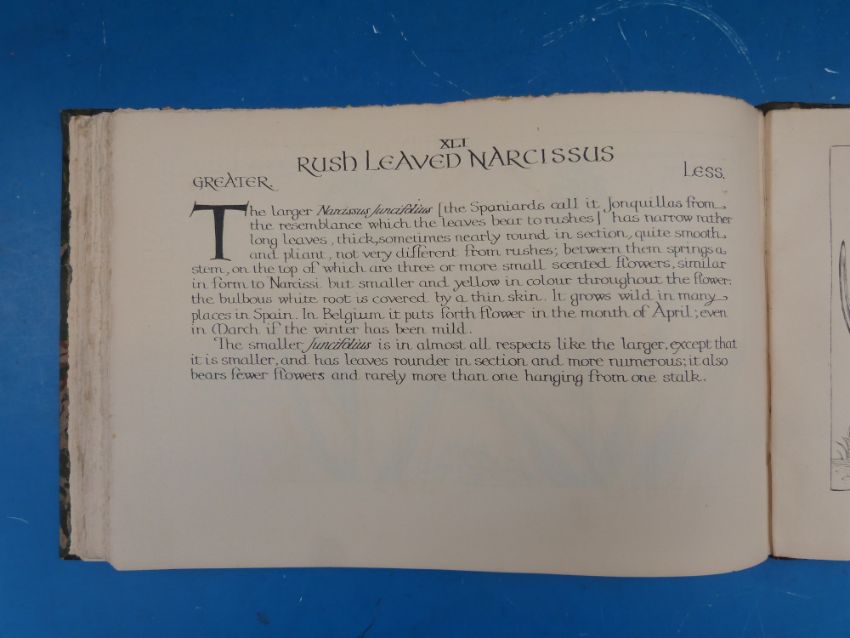 XLI
RUSH LEAVED NARCISSUS
GREATER LESS.
The larger Narcissus Juncifolius [the Spaniards call it Jonquillas from
the resemblance which the leaves bear to rushes] has narrow rather
long leaves, thick, sometimes nearly round in section, quite smooth
and pliant, not very different from rushes; between them springs a
stem, on the top of which are three or more small scented flowers, similar
in form to Narcissi. but smaller and yellow in colour throughout the flower:
the bulbous white root is covered by a thin skin. It grows wild in many
places in Spain. In Belgium it puts forth flower in the month of April; even
in March if the winter has been mild.
The smaller Juncifolius is in almost all respects like the larger, except that
it is smaller, and has leaves rounder in section and more numerous; it also
bears fewer flowers and rarely more than one hanging from one stalk.